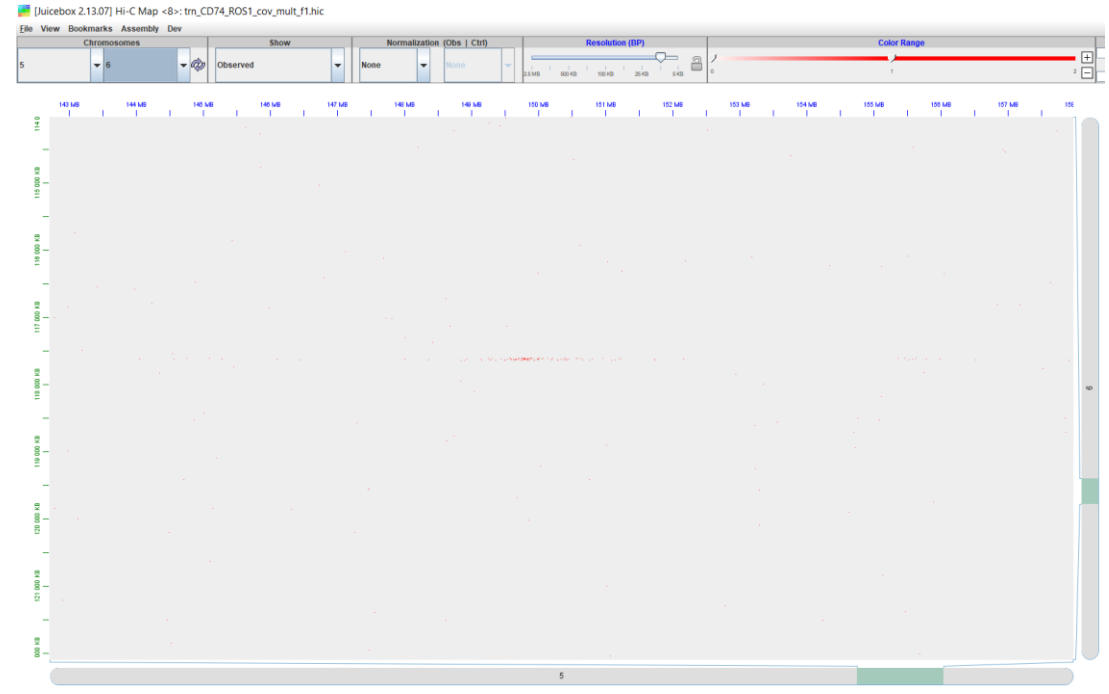 [Juicebox 2.13.07] Hi-C Map <8>: trn_CD74_ROS1_cov_mult_f1.hic
File View Bookmarks Assembly Dev
Chromosomes Show Normalization (Obs | Ctrl) Resolution (BP) Color Range
5 6 Observed None None
2.5 MB 500 KB 100 KB 25 KB 5 KB
0 1 2
143 MB 144 MB 145 MB 146 MB 147 MB 148 MB 149 MB 150 MB 151 MB 152 MB 153 MB 154 MB 155 MB 156 MB 157 MB 158
114 0
115 000 KB
116 000 KB
117 000 KB
118 000 KB
119 000 KB
120 000 KB
121 000 KB
000 KB
6
5